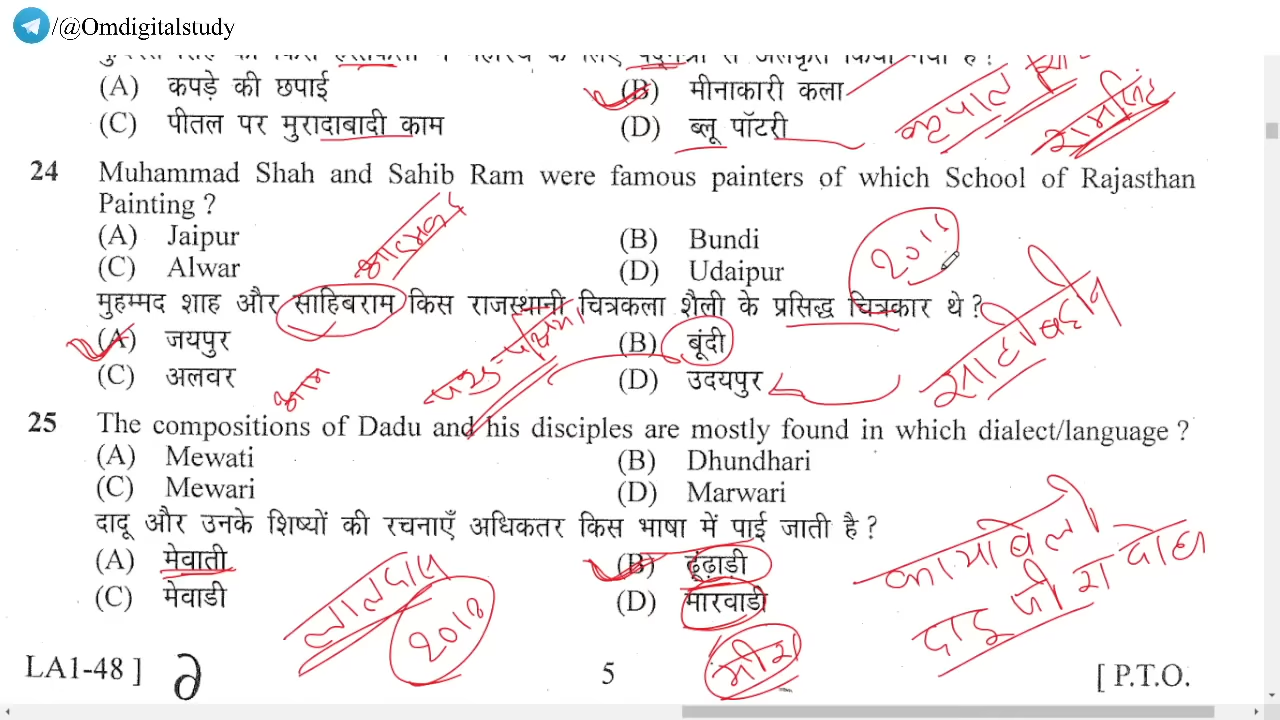 /@Omdigitalstudy
(A) कपड़े की छपाई (B) मीनाकारी कला
(C) पीतल पर मुरादाबादी काम (D) ब्लू पॉटरी
24 Muhammad Shah and Sahib Ram were famous painters of which School of Rajasthan
Painting ?
(A) Jaipur (B) Bundi
(C) Alwar (D) Udaipur
मुहम्मद शाह और साहिबराम किस राजस्थानी चित्रकला शैली के प्रसिद्ध चित्रकार थे ?
(A) जयपुर (B) बूंदी
(C) अलवर (D) उदयपुर
25 The compositions of Dadu and his disciples are mostly found in which dialect/language ?
(A) Mewati (B) Dhundhari
(C) Mewari (D) Marwari
दादू और उनके शिष्यों की रचनाएँ अधिकतर किस भाषा में पाई जाती है ?
(A) मेवाती (B) ढूंढ़ाड़ी
(C) मेवाडी (D) मारवाडी
लालदास
मीरा
कायाबेली
दादू जी रा दोहा
LA1-48 ] 5 [ P.T.O.